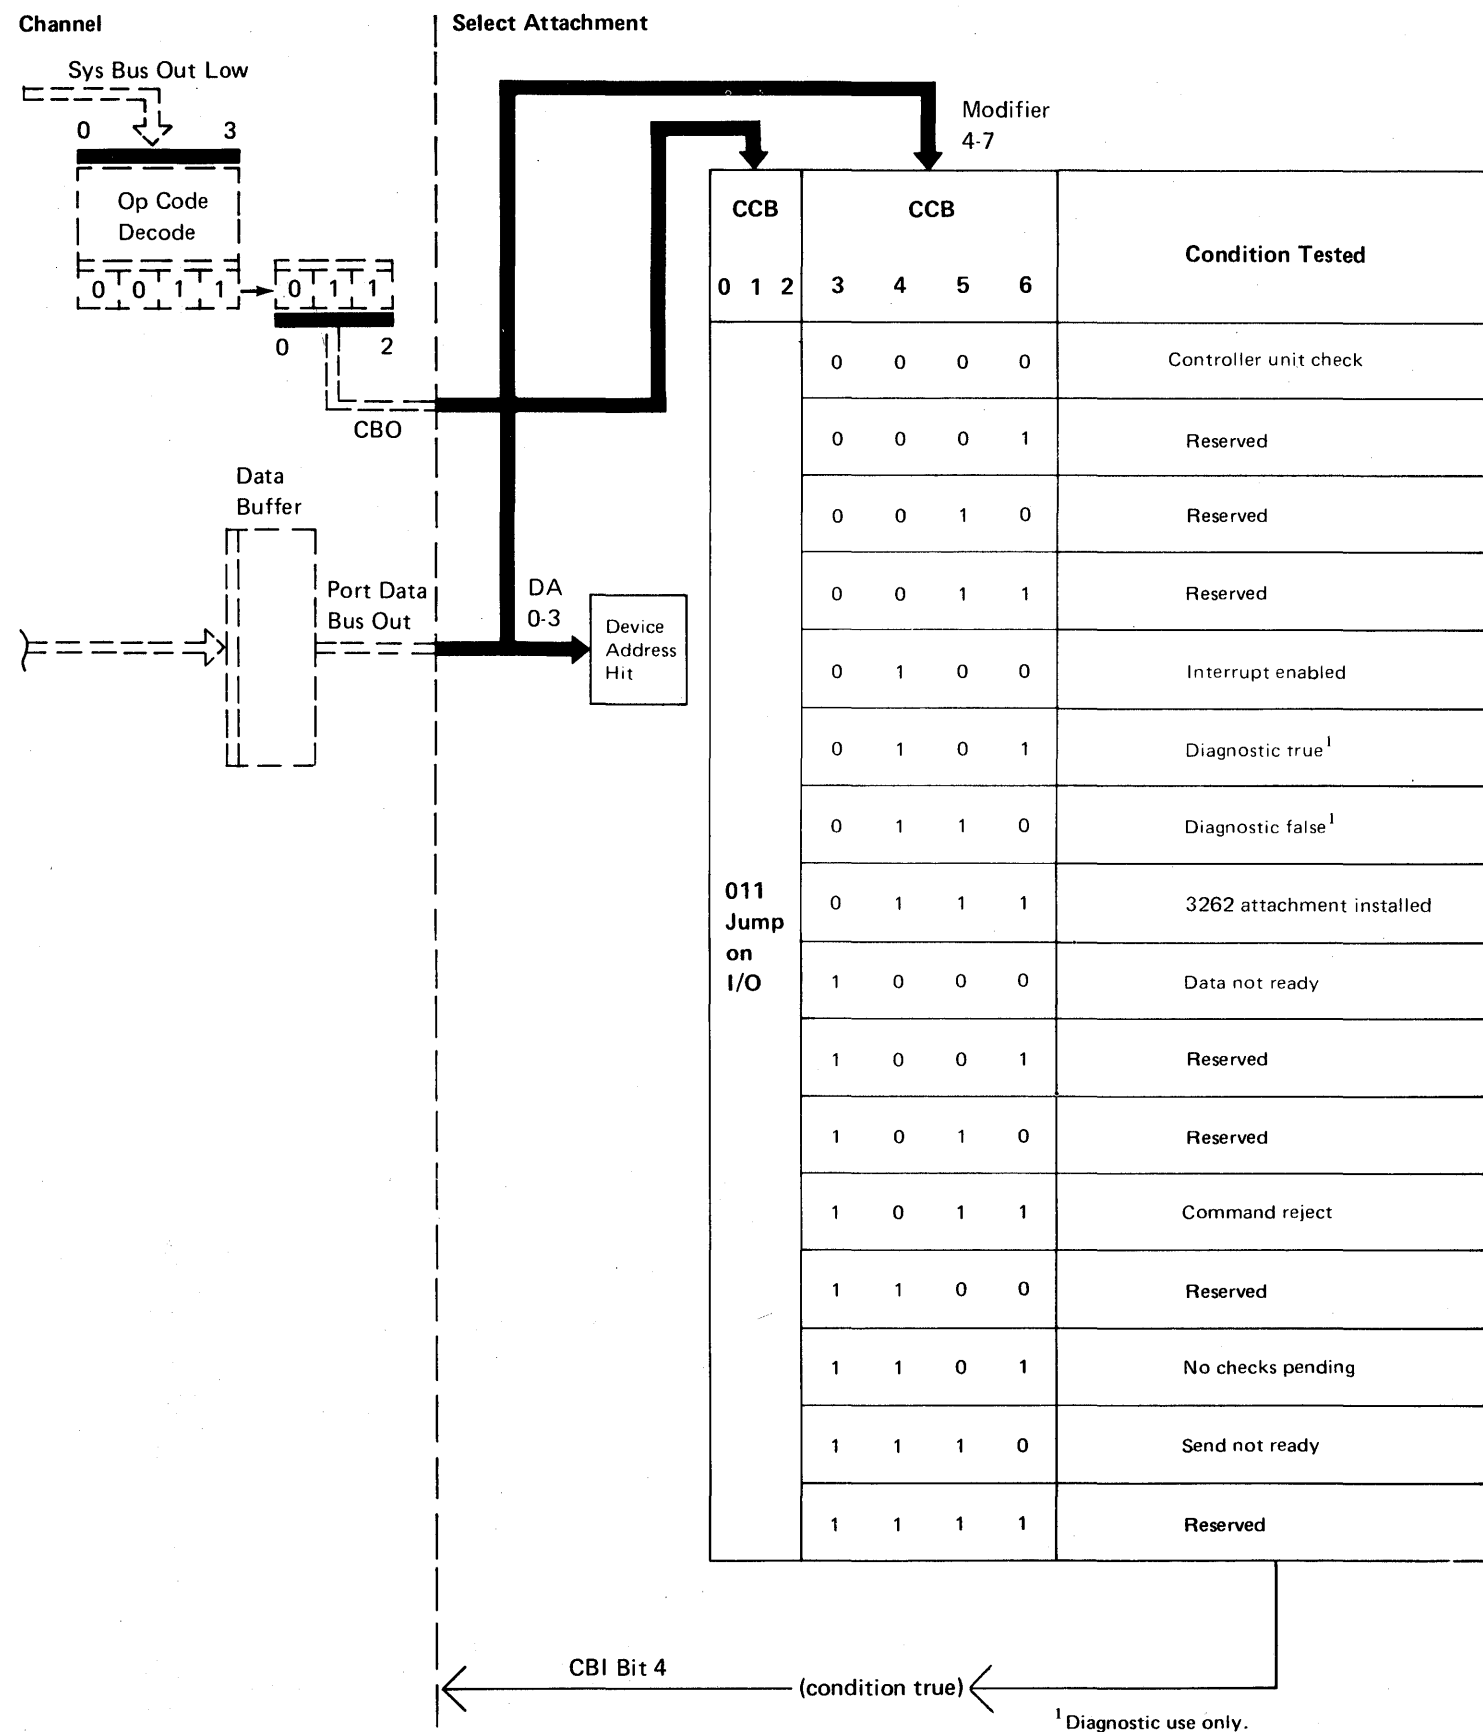 Channel
Select Attachment
Sys Bus Out Low
0 3
Op Code
Decode
0 0 1 1
0 1 1
0 2
CBO
Data
Buffer
Port Data
Bus Out
DA
0-3
Device
Address
Hit
Modifier
4-7
CCB CCB Condition Tested
0 1 2 3 4 5 6
011
Jump
on
I/O
0 0 0 0 Controller unit check
0 0 0 1 Reserved
0 0 1 0 Reserved
0 0 1 1 Reserved
0 1 0 0 Interrupt enabled
0 1 0 1 Diagnostic true¹
0 1 1 0 Diagnostic false¹
0 1 1 1 3262 attachment installed
1 0 0 0 Data not ready
1 0 0 1 Reserved
1 0 1 0 Reserved
1 0 1 1 Command reject
1 1 0 0 Reserved
1 1 0 1 No checks pending
1 1 1 0 Send not ready
1 1 1 1 Reserved
CBI Bit 4
(condition true)
¹ Diagnostic use only.